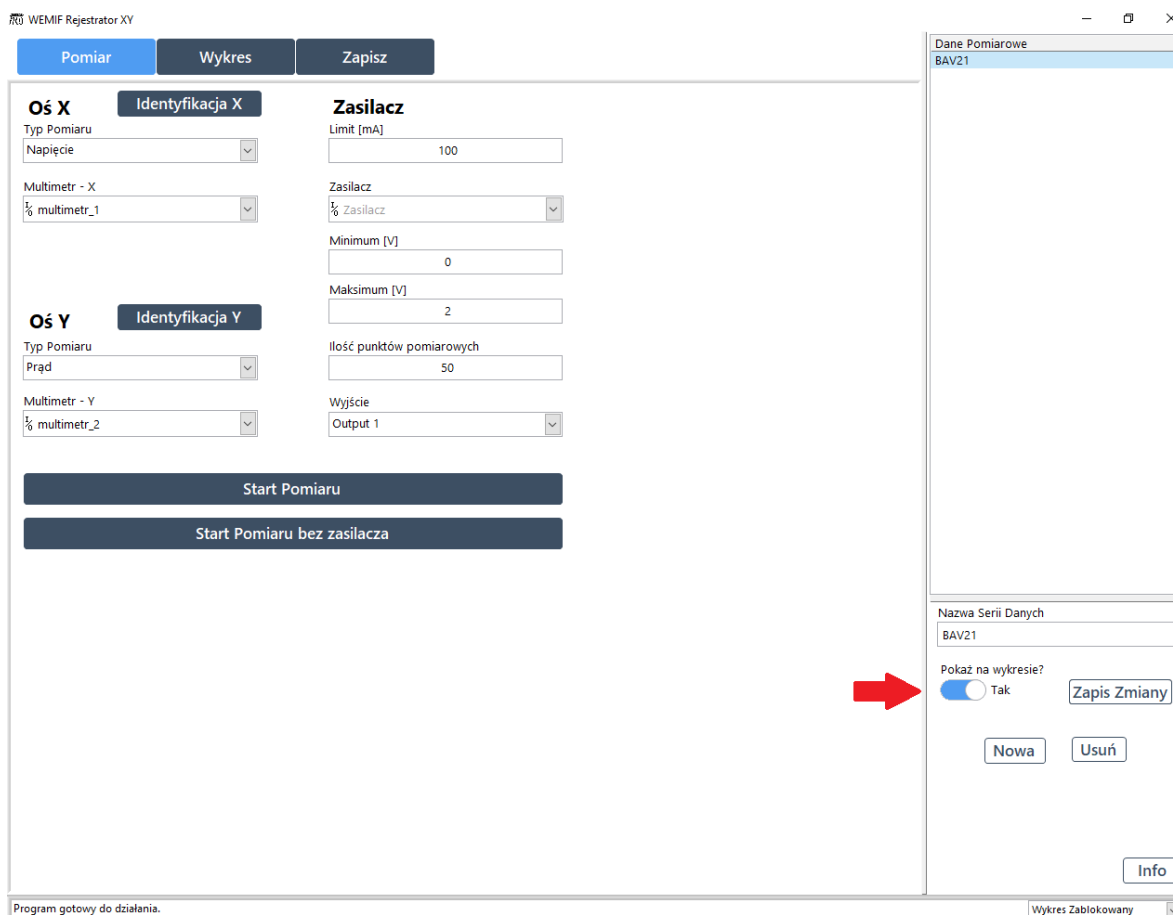 WEMIF Rejestrator XY
Pomiar
Wykres
Zapisz
Oś X
Identyfikacja X
Typ Pomiaru
Napięcie
Multimetr - X
multimetr_1
Oś Y
Identyfikacja Y
Typ Pomiaru
Prąd
Multimetr - Y
multimetr_2
Zasilacz
Limit [mA]
100
Zasilacz
Zasilacz
Minimum [V]
0
Maksimum [V]
2
Ilość punktów pomiarowych
50
Wyjście
Output 1
Start Pomiaru
Start Pomiaru bez zasilacza
Dane Pomiarowe
BAV21
Nazwa Serii Danych
BAV21
Pokaż na wykresie?
Tak
Zapis Zmiany
Nowa
Usuń
Info
Program gotowy do działania.
Wykres Zablokowany